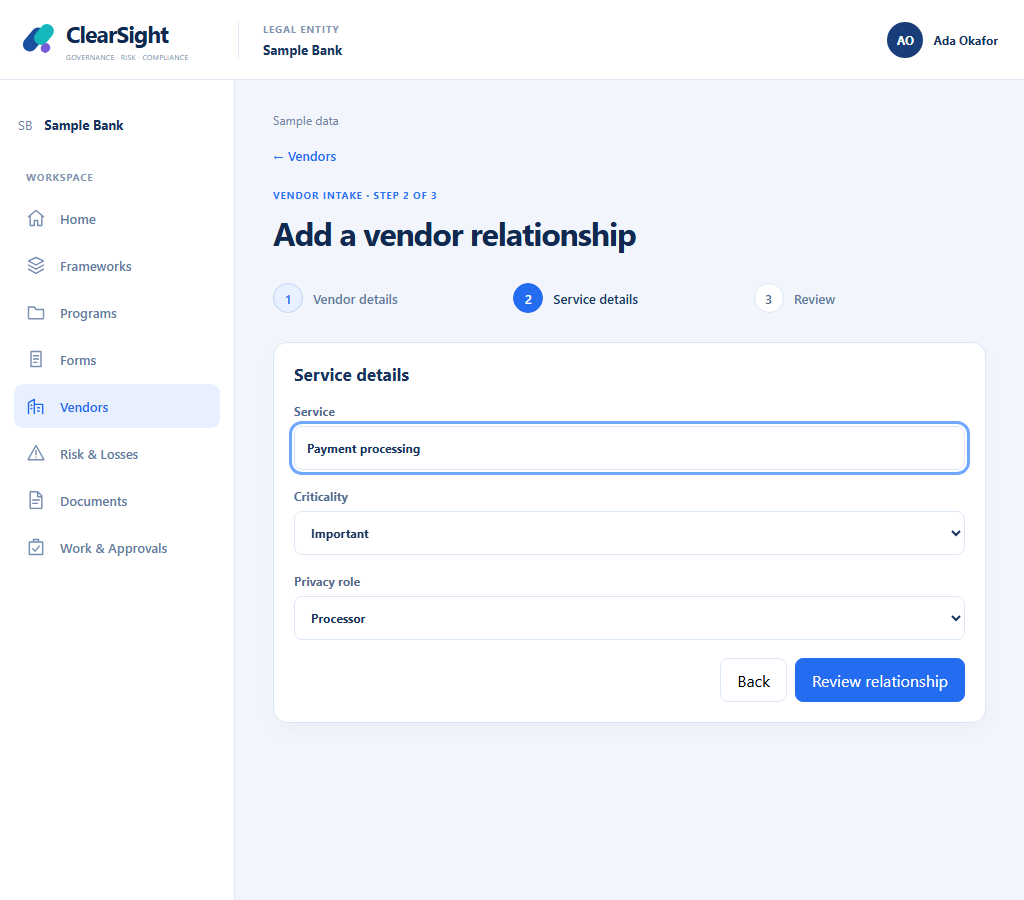 ClearSight
GOVERNANCE · RISK · COMPLIANCE
LEGAL ENTITY
Sample Bank
AO
Ada Okafor
SB
Sample Bank
WORKSPACE
Home
Frameworks
Programs
Forms
Vendors
Risk & Losses
Documents
Work & Approvals
Sample data
← Vendors
VENDOR INTAKE · STEP 2 OF 3
Add a vendor relationship
1 Vendor details
2 Service details
3 Review
Service details
Service
Payment processing
Criticality
Important
Privacy role
Processor
Back
Review relationship